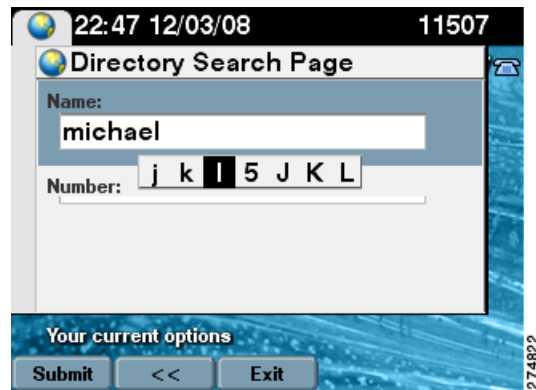 22:47 12/03/08 11507
Directory Search Page
Name:
michael
j k l 5 J K L
Number:
Your current options
Submit << Exit
274822